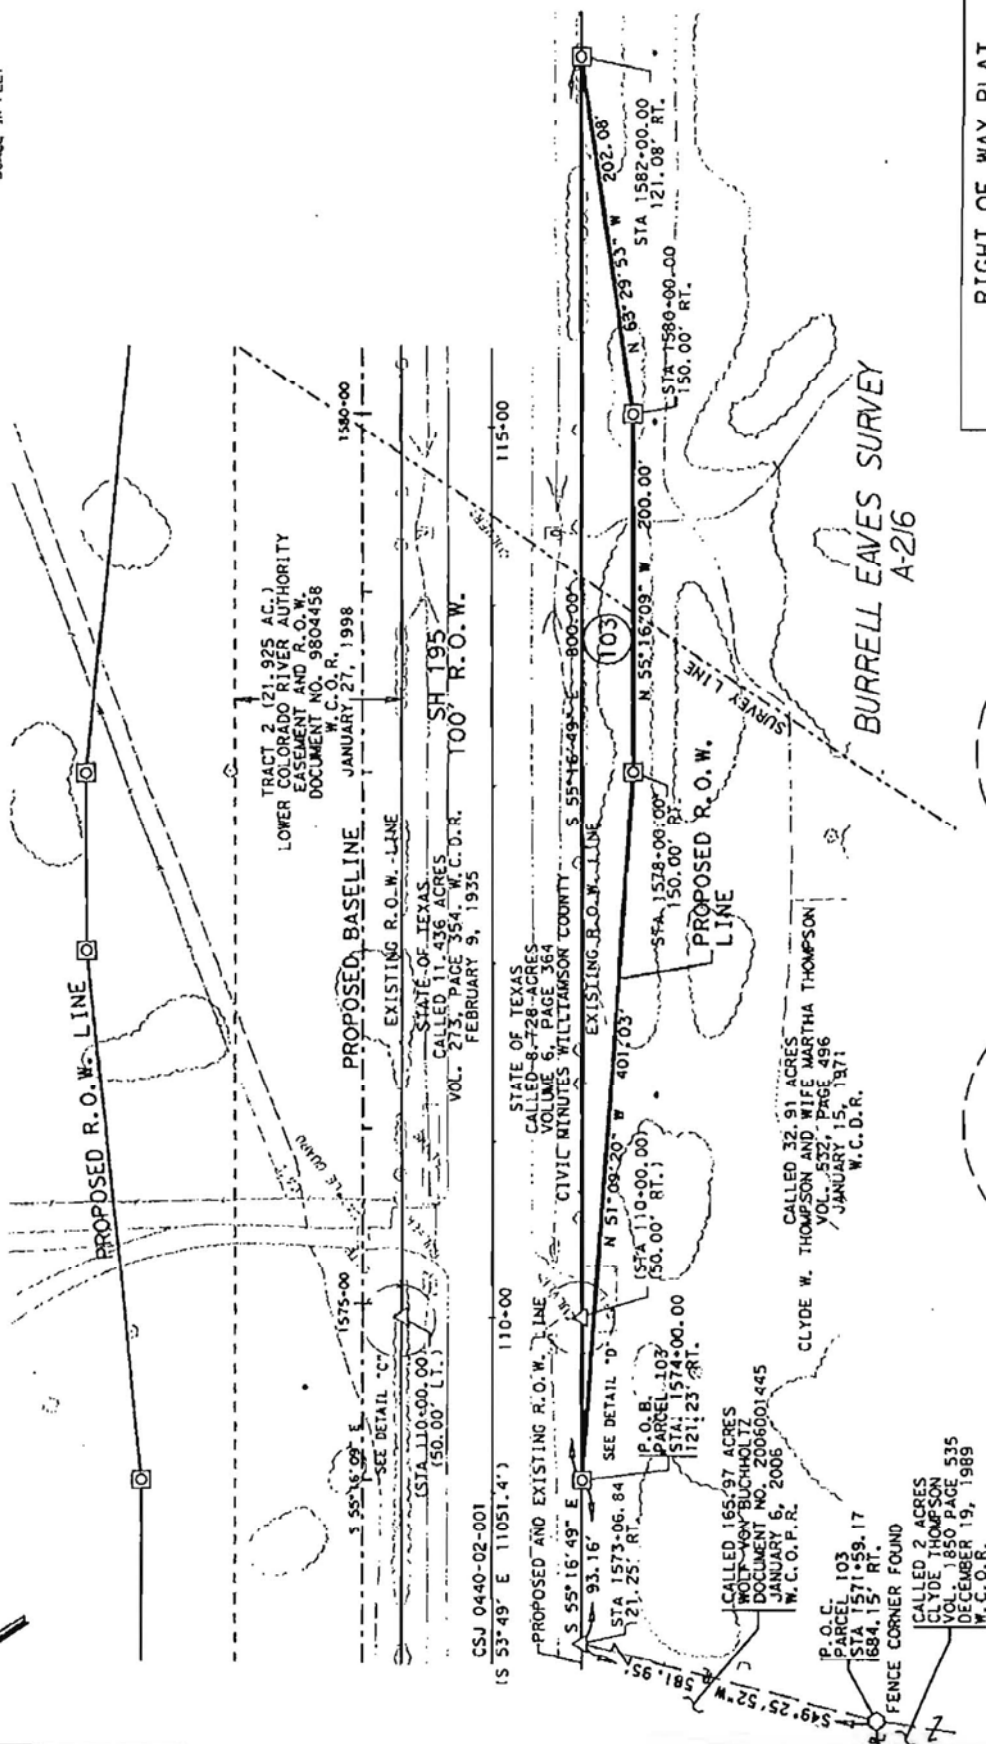 PROPOSED R.O.W. LINE
TRACT 2 (21.925 AC.)
LOWER COLORADO RIVER AUTHORITY
EASEMENT AND R.O.W.
DOCUMENT NO. 9804458
W.C.O.R.
JANUARY 27, 1998
1575+00
1580+00
S 55°16'09" E
PROPOSED BASELINE
SEE DETAIL "C"
EXISTING R.O.W. LINE
(STA 110+00.00)
(50.00' LT.)
STATE OF TEXAS
CALLED 11.436 ACRES
VOL. 273, PAGE 354, W.C.D.R.
FEBRUARY 9, 1935
SH 195
100' R.O.W.
CSJ 0440-02-001
(S 53°49' E 11051.4')
110+00
115+00
STATE OF TEXAS
CALLED 8.728 ACRES
VOLUME 6, PAGE 364
CIVIC MINUTES WILLIAMSON COUNTY
PROPOSED AND EXISTING R.O.W. LINE
EXISTING R.O.W. LINE
S 55°16'49" E 800.00'
S 55°16'49" E
93.16'
STA 1573+06.84
121.25' RT.
SEE DETAIL "D"
P.O.B.
PARCEL 103
STA. 1574+00.00
121.23' RT.
(STA 110+00.00)
(50.00' RT.)
N 51°09'20" W 401.03'
103
N 55°16'09" W 200.00'
N 63°29'53" W 202.08'
STA 1578+00.00
150.00' RT.
PROPOSED R.O.W.
LINE
STA 1580+00.00
150.00' RT.
STA 1582+00.00
121.08' RT.
SURVEY LINE
BURRELL EAVES SURVEY
A-216
CALLED 32.91 ACRES
CLYDE W. THOMPSON AND WIFE MARTHA THOMPSON
VOL. 532, PAGE 496
JANUARY 15, 1971
W.C.D.R.
CALLED 165.97 ACRES
WOLF VON BUCHHOLTZ
DOCUMENT NO. 2006001445
JANUARY 6, 2006
W.C.O.P.R.
S49°25'52"W 581.95'
P.O.C.
PARCEL 103
STA 1571+59.17
684.15' RT.
FENCE CORNER FOUND
CALLED 2 ACRES
CLYDE THOMPSON
VOL. 1850 PAGE 535
DECEMBER 19, 1989
W.C.O.R.
RIGHT OF WAY PLAT